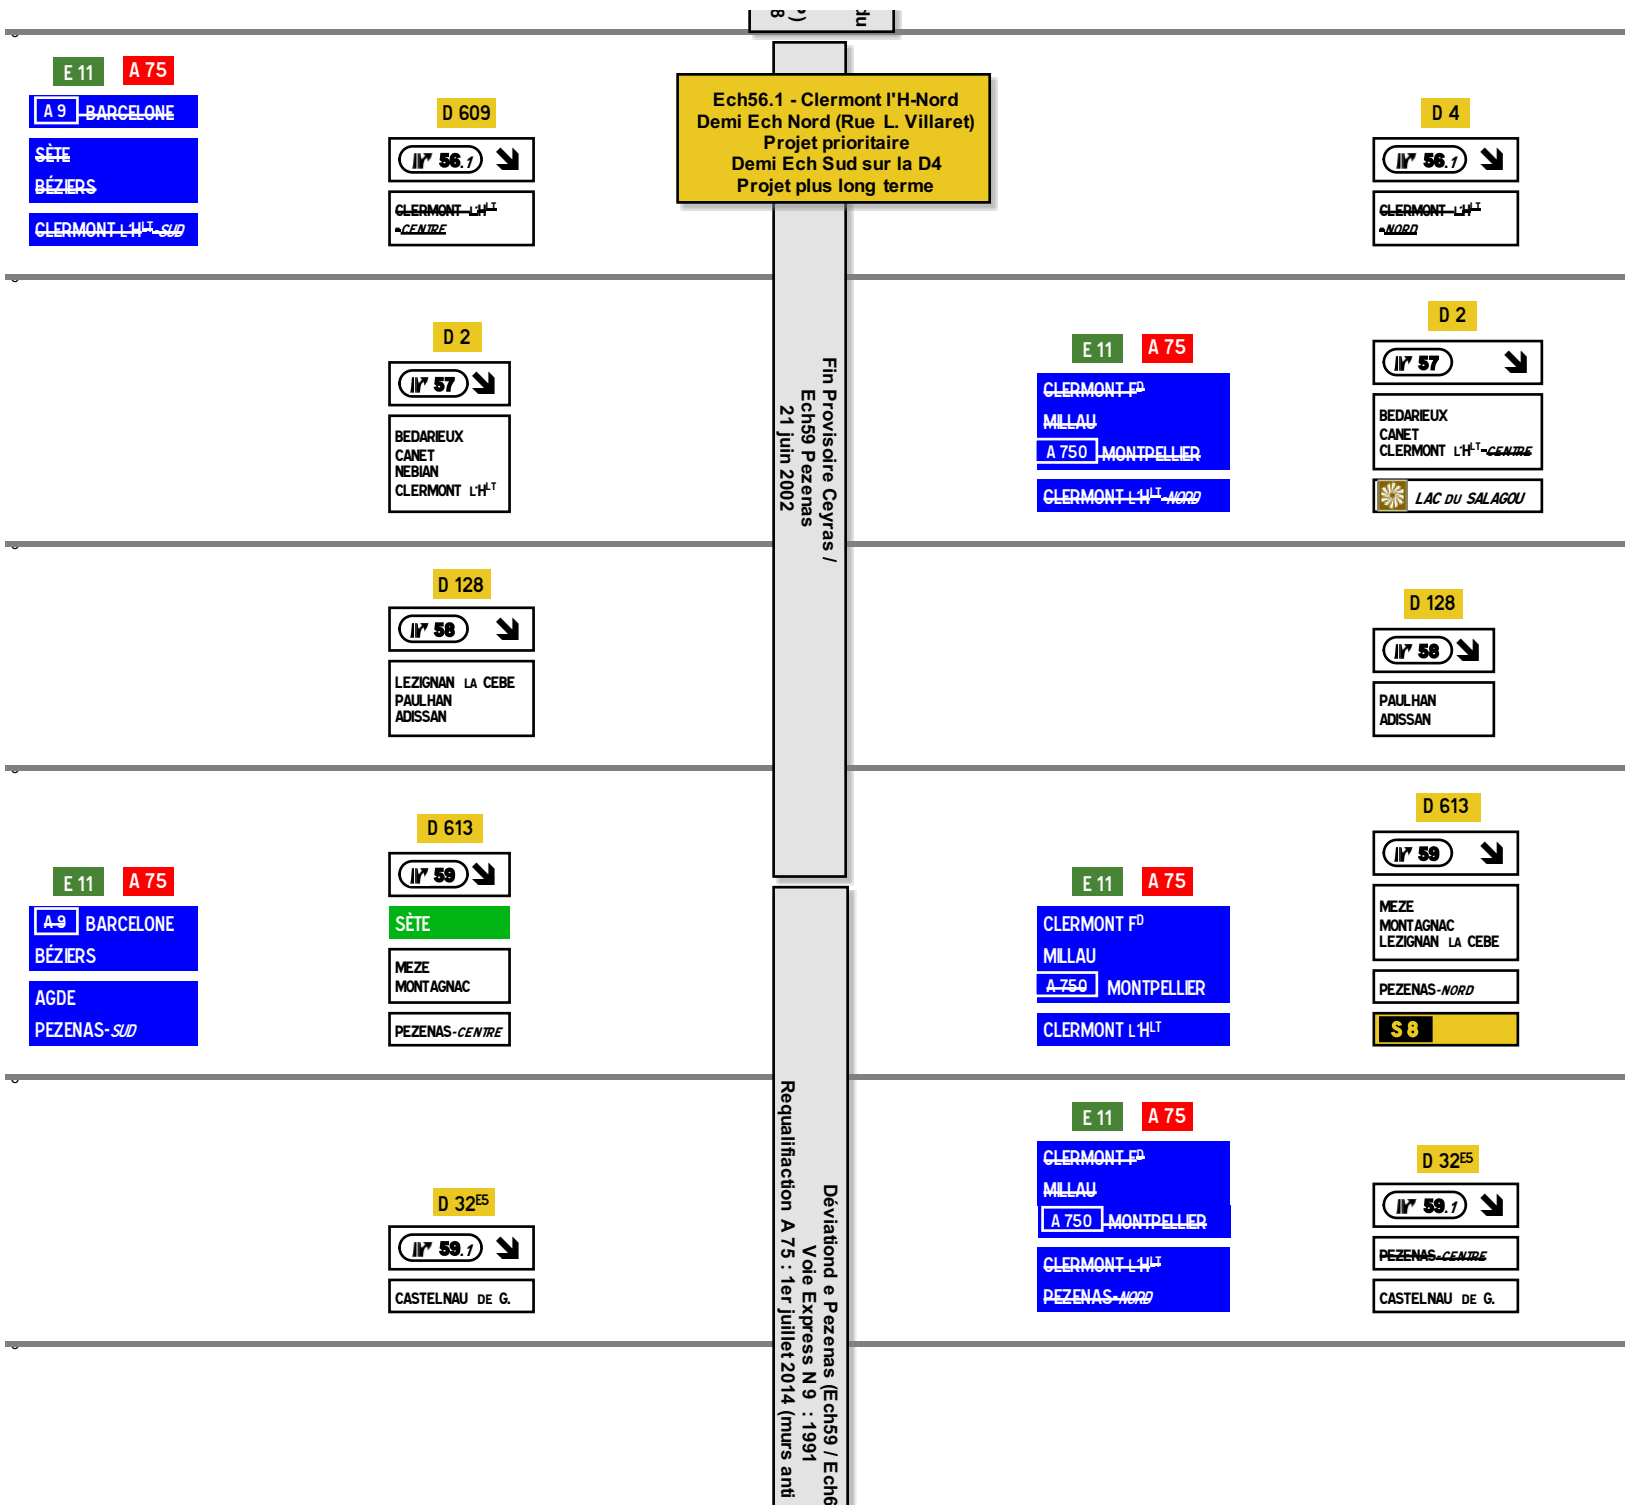 du
8
E 11 A 75
A 9 BARCELONE
SÈTE
BÉZIERS
CLERMONT L'HLT-SUD
D 609
56.1
CLERMONT L'HLT
-CENTRE
Ech56.1 - Clermont l'H-Nord
Demi Ech Nord (Rue L. Villaret)
Projet prioritaire
Demi Ech Sud sur la D4
Projet plus long terme
D 4
56.1
CLERMONT L'HLT
-NORD
D 2
57
BEDARIEUX
CANET
NEBIAN
CLERMONT L'HLT
Fin Provisoire Ceyras /
Ech59 Pezenas
21 juin 2002
E 11 A 75
CLERMONT FD
MILLAU
A 750 MONTPELLIER
CLERMONT L'HLT-NORD
D 2
57
BEDARIEUX
CANET
CLERMONT L'HLT-CENTRE
LAC DU SALAGOU
D 128
58
LEZIGNAN LA CEBE
PAULHAN
ADISSAN
D 128
58
PAULHAN
ADISSAN
E 11 A 75
A 9 BARCELONE
BÉZIERS
AGDE
PEZENAS-SUD
D 613
59
SÈTE
MEZE
MONTAGNAC
PEZENAS-CENTRE
E 11 A 75
CLERMONT FD
MILLAU
A 750 MONTPELLIER
CLERMONT L'HLT
D 613
59
MEZE
MONTAGNAC
LEZIGNAN LA CEBE
PEZENAS-NORD
S 8
D 32E5
59.1
CASTELNAU DE G.
Déviationd e Pezenas (Ech59 / Ech6
Voie Express N 9 : 1991
Requalifiaction A 75 : 1er juillet 2014 (murs anti
E 11 A 75
CLERMONT FD
MILLAU
A 750 MONTPELLIER
CLERMONT L'HLT
PEZENAS-NORD
D 32E5
59.1
PEZENAS-CENTRE
CASTELNAU DE G.